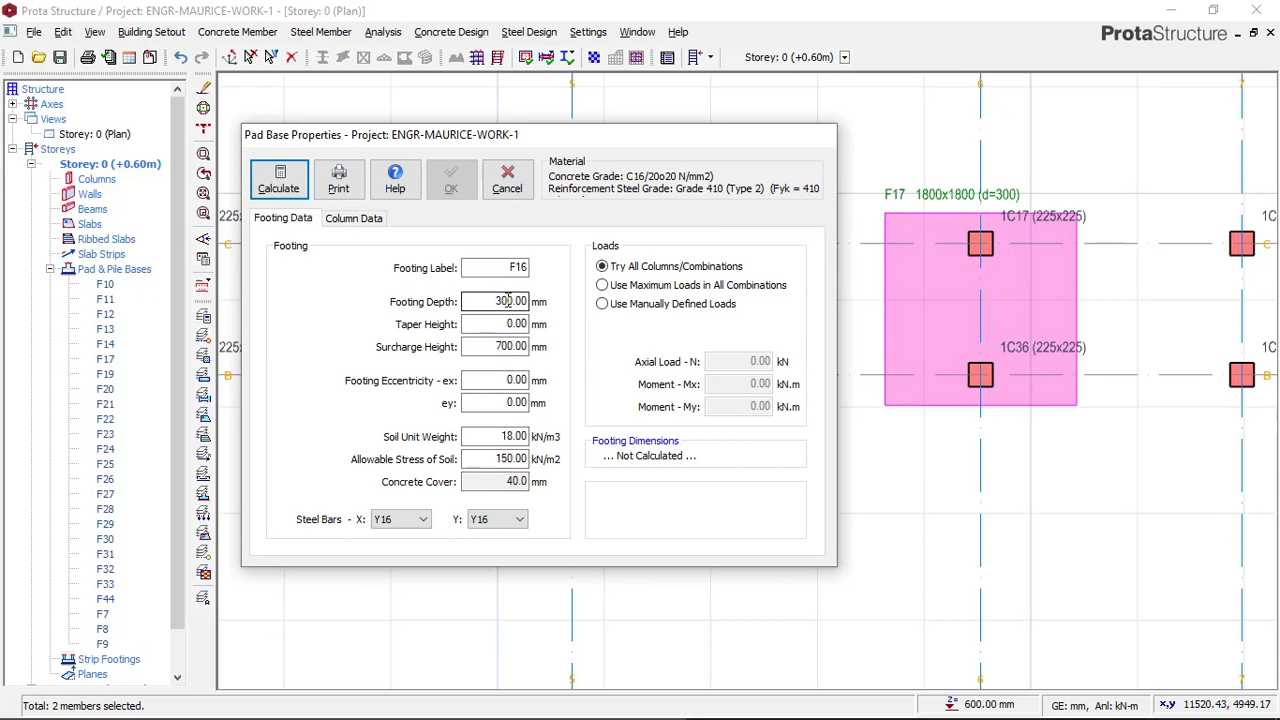 Prota Structure / Project: ENGR-MAURICE-WORK-1 - [Storey: 0 (Plan)]
File Edit View Building Setout Concrete Member Steel Member Analysis Concrete Design Steel Design Settings Window Help
ProtaStructure
Storey: 0 (+0.60m)
Structure
Axes
Views
Storey: 0 (Plan)
Storeys
Storey: 0 (+0.60m)
Columns
Walls
Beams
Slabs
Ribbed Slabs
Slab Strips
Pad & Pile Bases
F10
F11
F12
F13
F14
F17
F19
F20
F21
F22
F23
F24
F25
F26
F27
F28
F29
F30
F31
F32
F33
F44
F7
F8
F9
Strip Footings
Planes
5
6
7
Pad Base Properties - Project: ENGR-MAURICE-WORK-1
Calculate
Print
Help
OK
Cancel
Material
Concrete Grade: C16/20o20 N/mm2)
Reinforcement Steel Grade: Grade 410 (Type 2) (Fyk = 410
Footing Data
Column Data
Footing
Footing Label: F16
Footing Depth: 300.00 mm
Taper Height: 0.00 mm
Surcharge Height: 700.00 mm
Footing Eccentricity - ex: 0.00 mm
ey: 0.00 mm
Soil Unit Weight: 18.00 kN/m3
Allowable Stress of Soil: 150.00 kN/m2
Concrete Cover: 40.0 mm
Steel Bars - X: Y16 Y: Y16
Loads
Try All Columns/Combinations
Use Maximum Loads in All Combinations
Use Manually Defined Loads
Axial Load - N: 0.00 kN
Moment - Mx: 0.00 kN.m
Moment - My: 0.00 kN.m
Footing Dimensions
... Not Calculated ...
F17 1800x1800 (d=300)
225x
1C17 (225x225)
1C
C
C
225x
1C36 (225x225)
1C
B
B
5
6
7
Total: 2 members selected.
Z= 600.00 mm
GE: mm, Anl: kN-m
x,y 11520.43, 4949.17